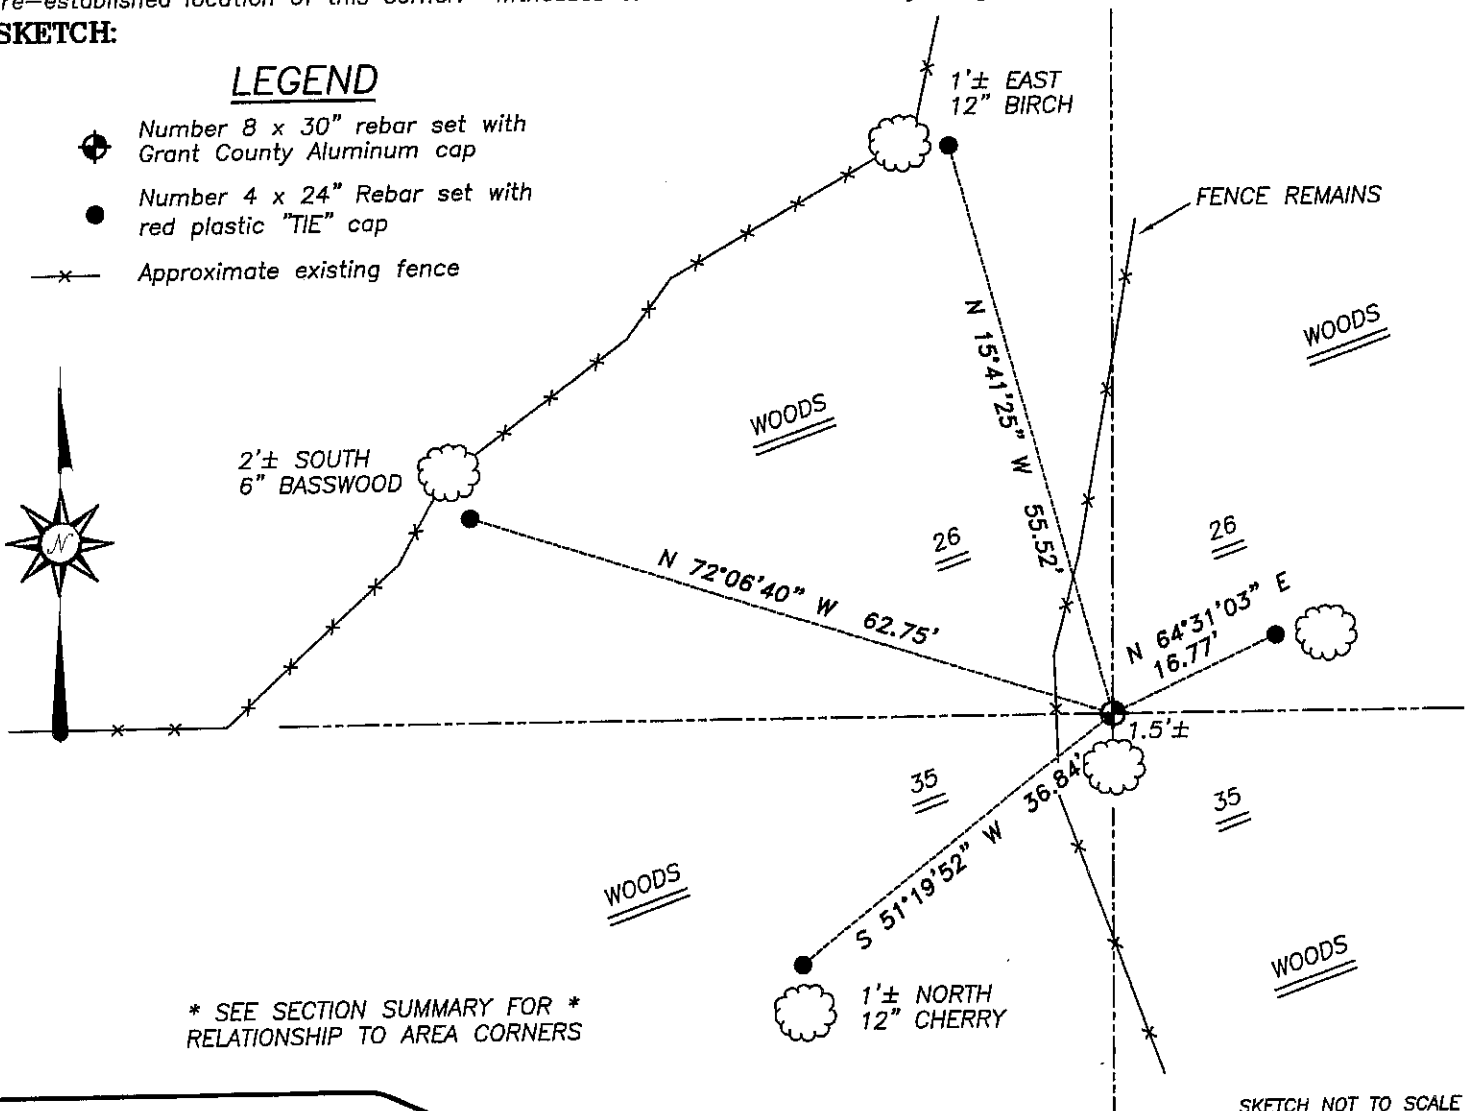 re-established location of this corner.
SKETCH:
LEGEND
Number 8 x 30" rebar set with
Grant County Aluminum cap
Number 4 x 24" Rebar set with
red plastic "TIE" cap
Approximate existing fence
1'± EAST
12" BIRCH
FENCE REMAINS
WOODS
N 15°41'25" W 55.52'
WOODS
2'± SOUTH
6" BASSWOOD
26
26
N
N 72°06'40" W 62.75'
N 64°31'03" E
16.77'
1.5'±
35
35
S 51°19'52" W 36.84'
WOODS
WOODS
1'± NORTH
12" CHERRY
* SEE SECTION SUMMARY FOR *
RELATIONSHIP TO AREA CORNERS
SKETCH NOT TO SCALE